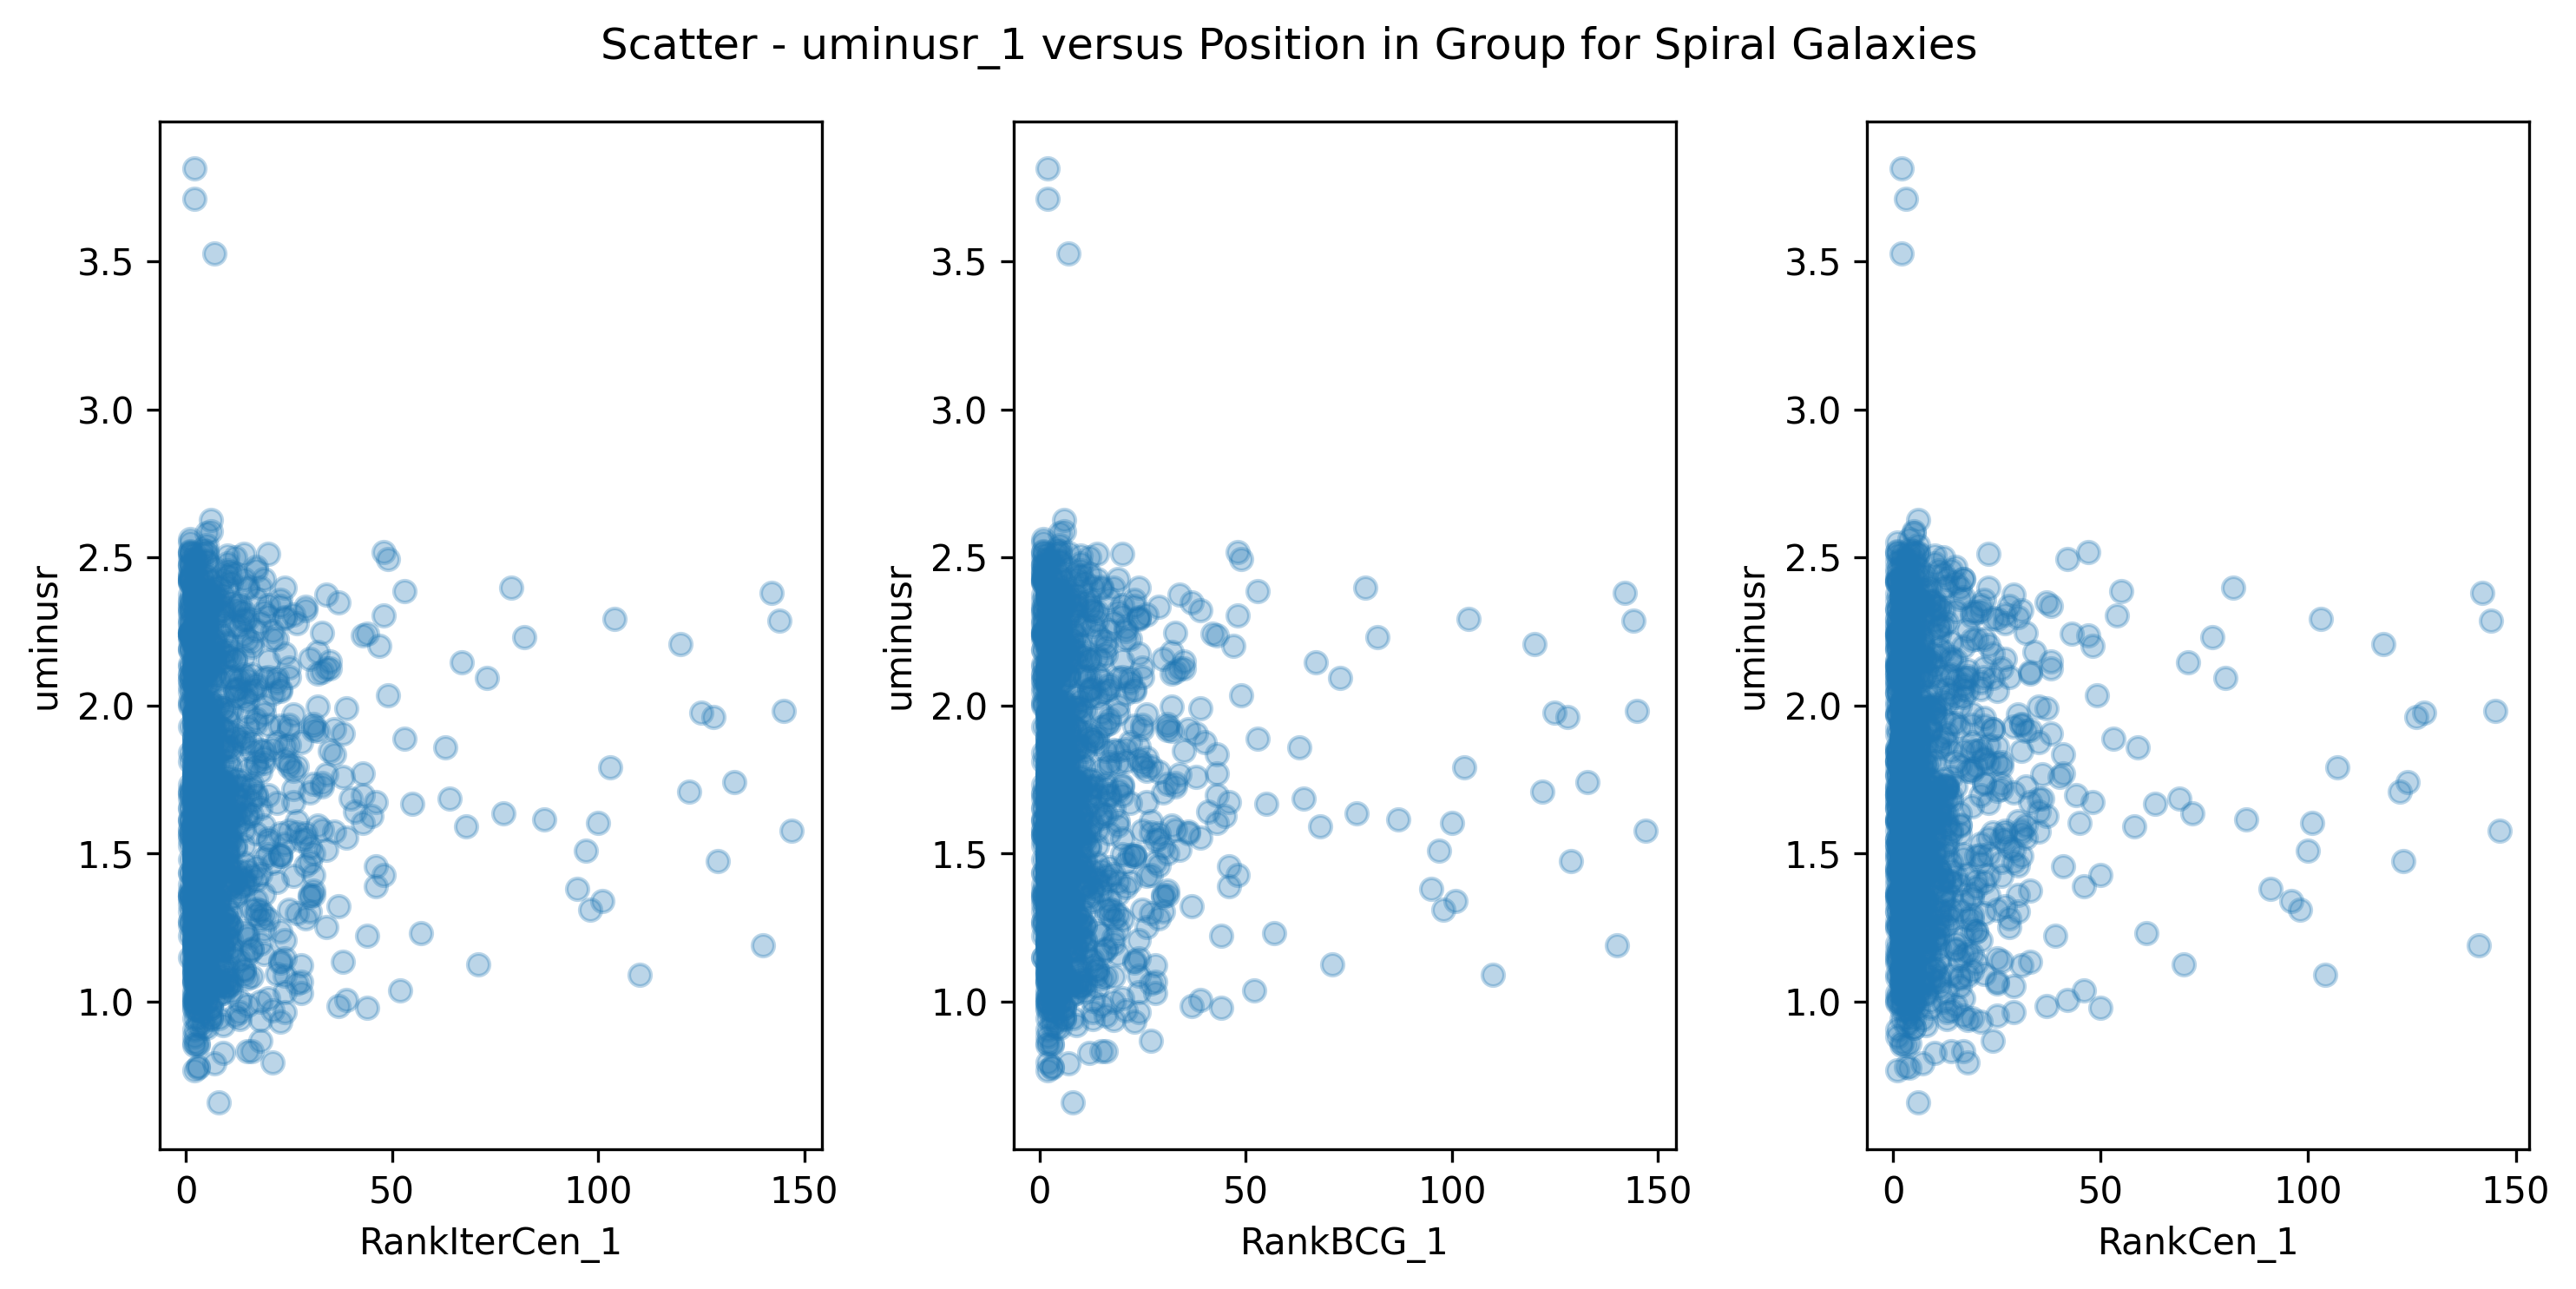 Scatter - uminusr_1 versus Position in Group for Spiral Galaxies
uminusr
3.5
3.0
2.5
2.0
1.5
1.0
0 50 100 150
RankIterCen_1
uminusr
3.5
3.0
2.5
2.0
1.5
1.0
0 50 100 150
RankBCG_1
uminusr
3.5
3.0
2.5
2.0
1.5
1.0
0 50 100 150
RankCen_1